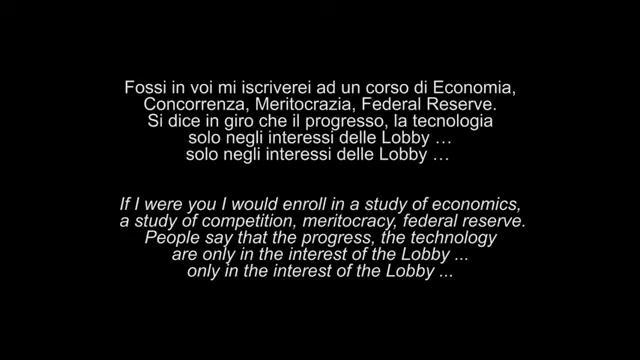 Fossi in voi mi iscriverei ad un corso di Economia,
Concorrenza, Meritocrazia, Federal Reserve.
Si dice in giro che il progresso, la tecnologia
solo negli interessi delle Lobby ...
solo negli interessi delle Lobby ...
If I were you I would enroll in a study of economics,
a study of competition, meritocracy, federal reserve.
People say that the progress, the technology
are only in the interest of the Lobby ...
only in the interest of the Lobby ...